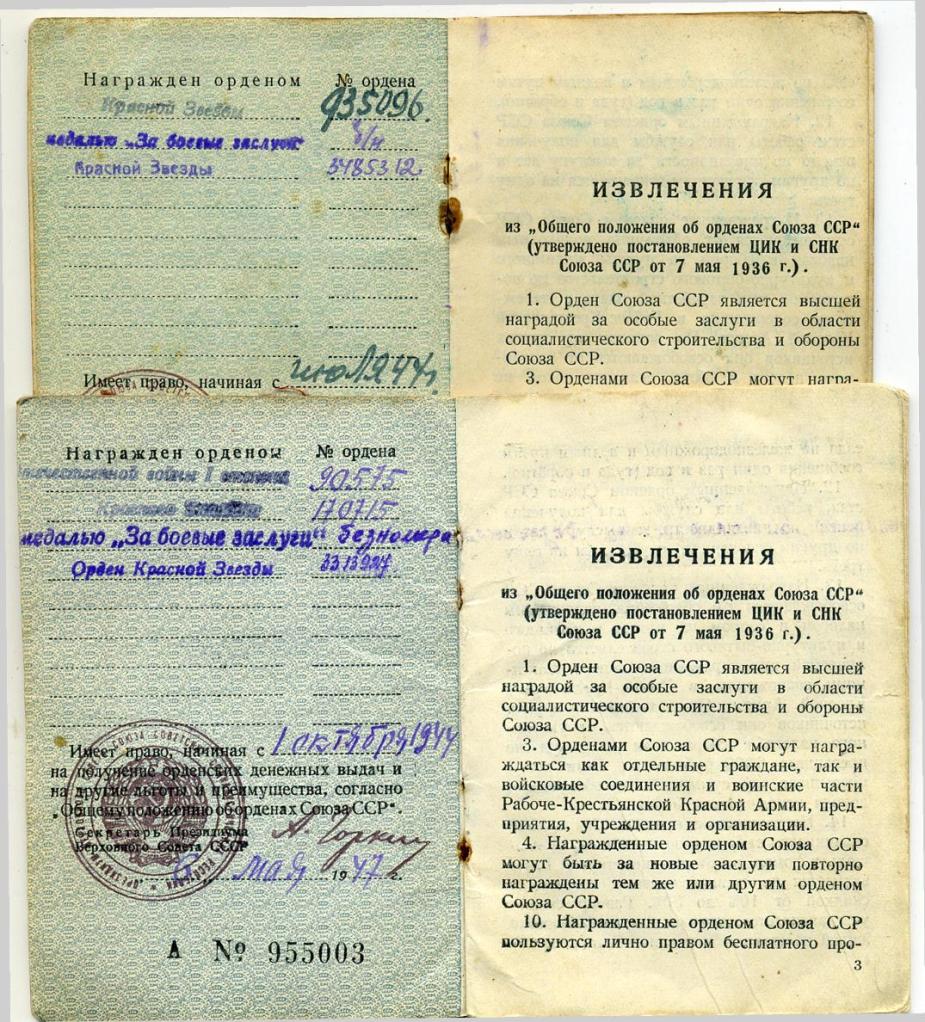 Награжден орденом № ордена
Красной Звезды 935096.
медалью „За боевые заслуги“ б/н
Красной Звезды 3485312
Имеет право, начиная с июля 44 г.
ИЗВЛЕЧЕНИЯ
из „Общего положения об орденах Союза ССР“
(утверждено постановлением ЦИК и СНК
Союза ССР от 7 мая 1936 г.).
1. Орден Союза ССР является высшей
наградой за особые заслуги в области
социалистического строительства и обороны
Союза ССР.
3. Орденами Союза ССР могут награ-
Награжден орденом № ордена
Отечественной войны I степени 90575
Красного 170715
медалью „За боевые заслуги“ безномера
Орден Красной Звезды
Имеет право, начиная с 1 октября 1944
на получение орденских денежных выдач и
на другие льготы и преимущества, согласно
„Общему положению об орденах Союза ССР“.
Секретарь Президиума
Верховного Совета СССР
А. Горкин
6 „ мая 1947 г.
А № 955003
ИЗВЛЕЧЕНИЯ
из „Общего положения об орденах Союза ССР“
(утверждено постановлением ЦИК и СНК
Союза ССР от 7 мая 1936 г.).
1. Орден Союза ССР является высшей
наградой за особые заслуги в области
социалистического строительства и обороны
Союза ССР.
3. Орденами Союза ССР могут награ-
ждаться как отдельные граждане, так и
войсковые соединения и воинские части
Рабоче-Крестьянской Красной Армии, пред-
приятия, учреждения и организации.
4. Награжденные орденом Союза ССР
могут быть за новые заслуги повторно
награждены тем же или другим орденом
Союза ССР.
10. Награжденные орденом Союза ССР
пользуются лично правом бесплатного про-
3